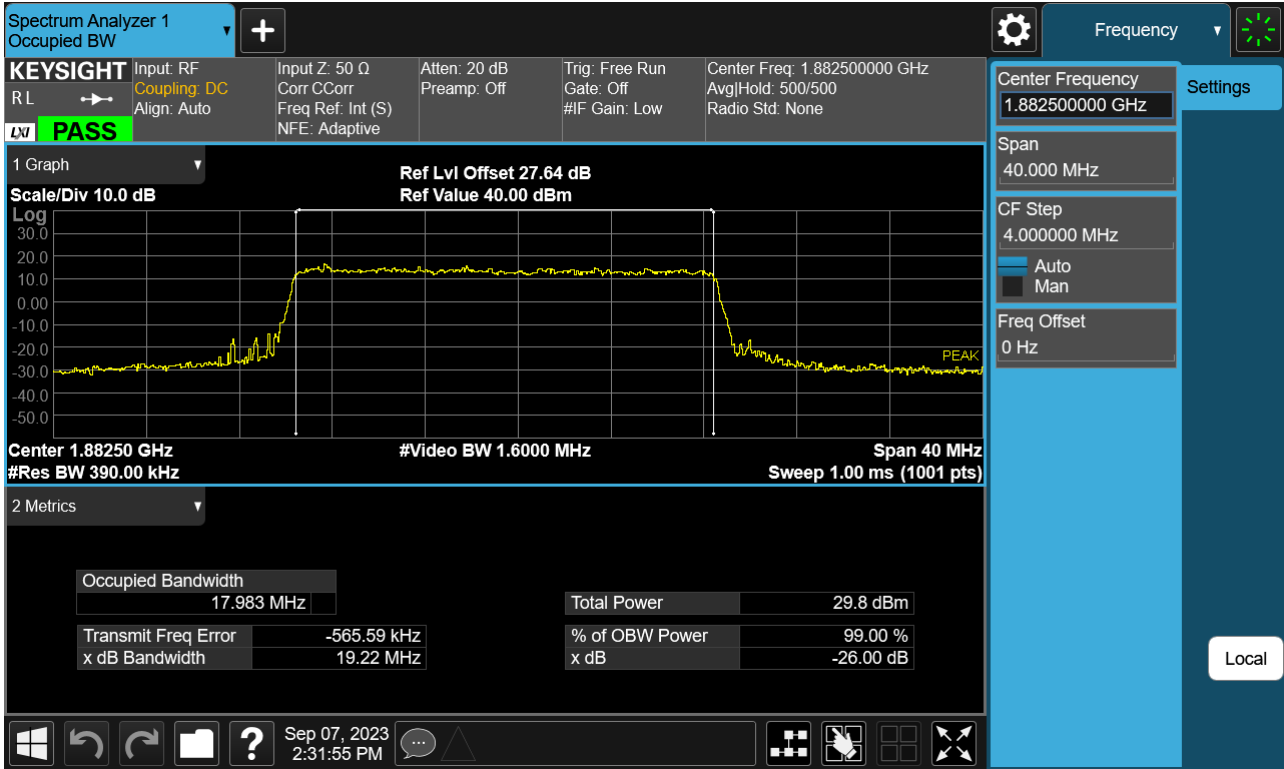 Spectrum Analyzer 1
Occupied BW
Frequency
KEYSIGHT
R L
LXI
PASS
Input: RF
Coupling: DC
Align: Auto
Input Z: 50 Ω
Corr CCorr
Freq Ref: Int (S)
NFE: Adaptive
Atten: 20 dB
Preamp: Off
Trig: Free Run
Gate: Off
#IF Gain: Low
Center Freq: 1.882500000 GHz
Avg|Hold: 500/500
Radio Std: None
1 Graph
Scale/Div 10.0 dB
Ref Lvl Offset 27.64 dB
Ref Value 40.00 dBm
Log
30.0
20.0
10.0
0.00
-10.0
-20.0
-30.0
-40.0
-50.0
PEAK
Center 1.88250 GHz
#Video BW 1.6000 MHz
Span 40 MHz
#Res BW 390.00 kHz
Sweep 1.00 ms (1001 pts)
2 Metrics
Occupied Bandwidth
17.983 MHz
Transmit Freq Error -565.59 kHz
x dB Bandwidth 19.22 MHz
Total Power 29.8 dBm
% of OBW Power 99.00 %
x dB -26.00 dB
Center Frequency
1.882500000 GHz
Span
40.000 MHz
CF Step
4.000000 MHz
Auto
Man
Freq Offset
0 Hz
Settings
Local
?
Sep 07, 2023
2:31:55 PM